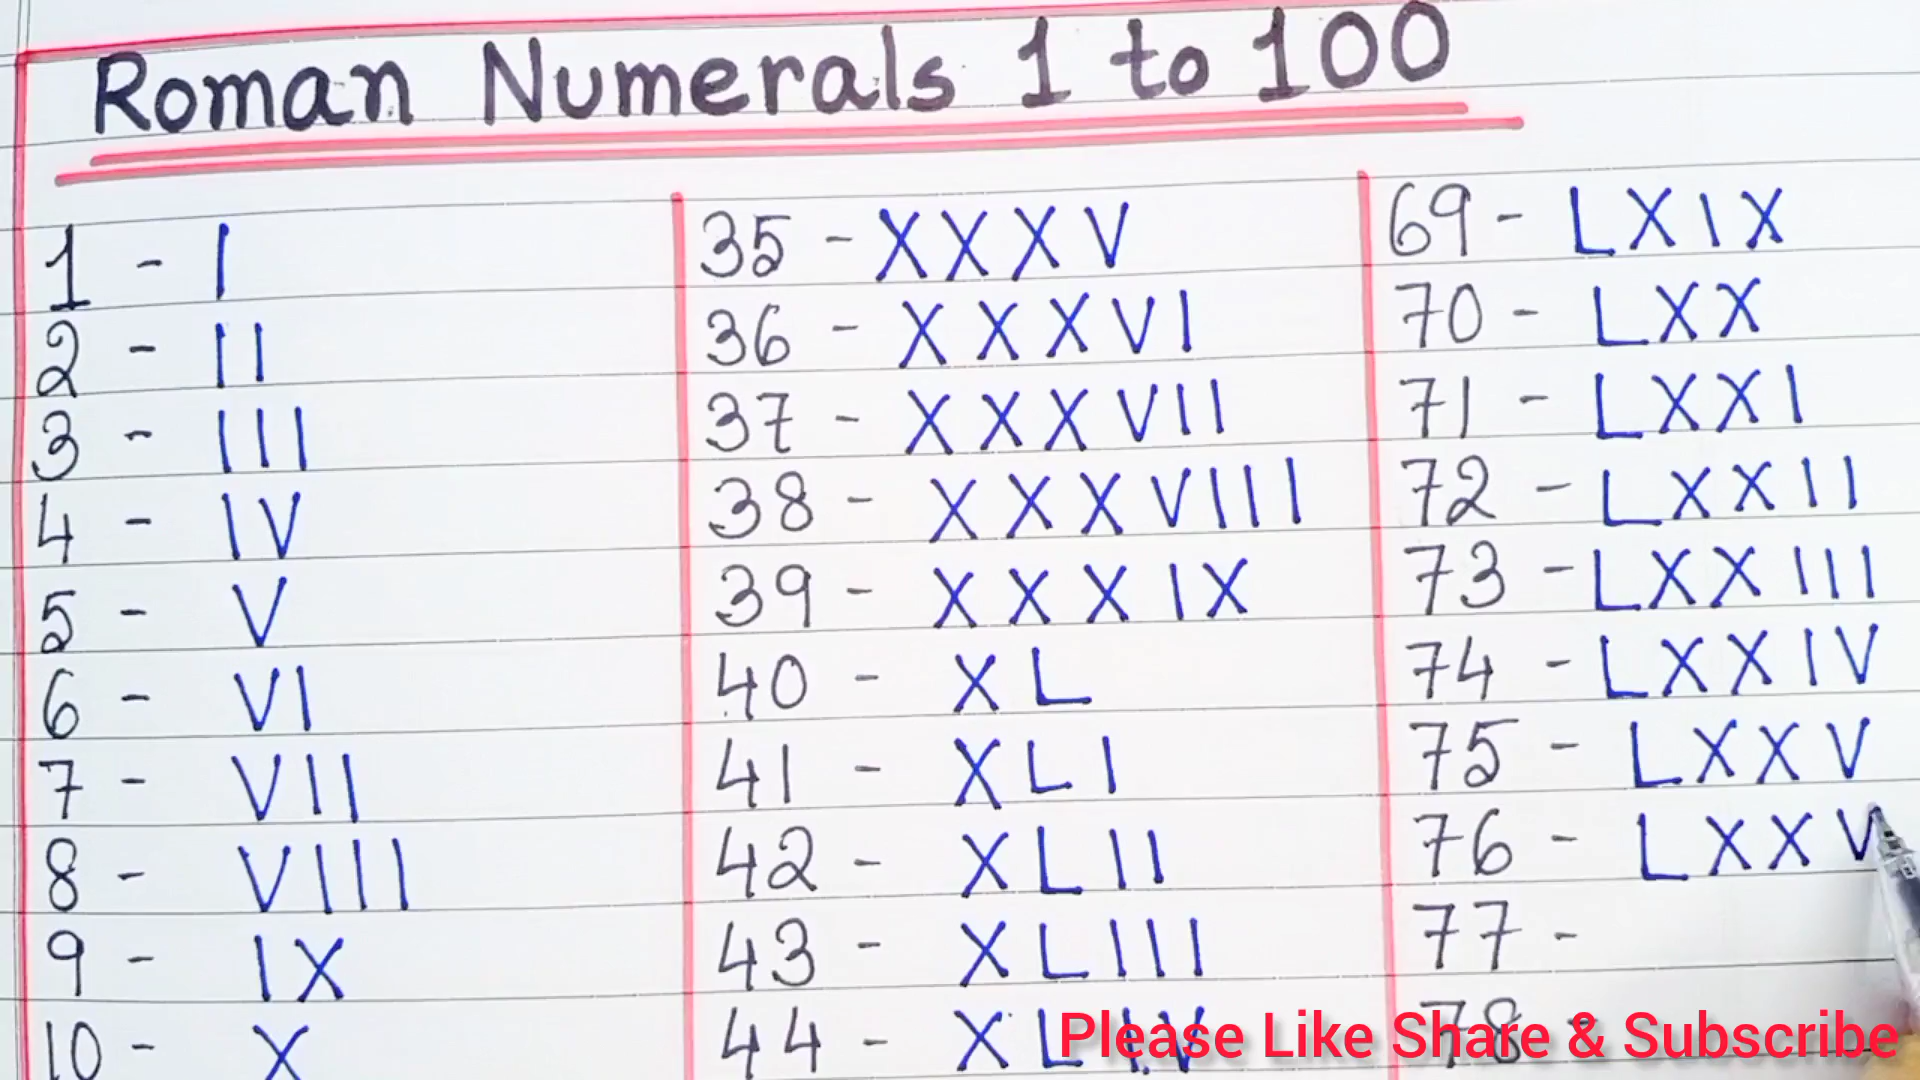 Roman Numerals 1 to 100
1 - I
2 - II
3 - III
4 - IV
5 - V
6 - VI
7 - VII
8 - VIII
9 - IX
10 - X
35 - XXXV
36 - XXXVI
37 - XXXVII
38 - XXXVIII
39 - XXXIX
40 - XL
41 - XLI
42 - XLII
43 - XLIII
44 - XLIV
69 - LXIX
70 - LXX
71 - LXXI
72 - LXXII
73 - LXXIII
74 - LXXIV
75 - LXXV
76 - LXXV
77 -
78 -
Please Like Share & Subscribe